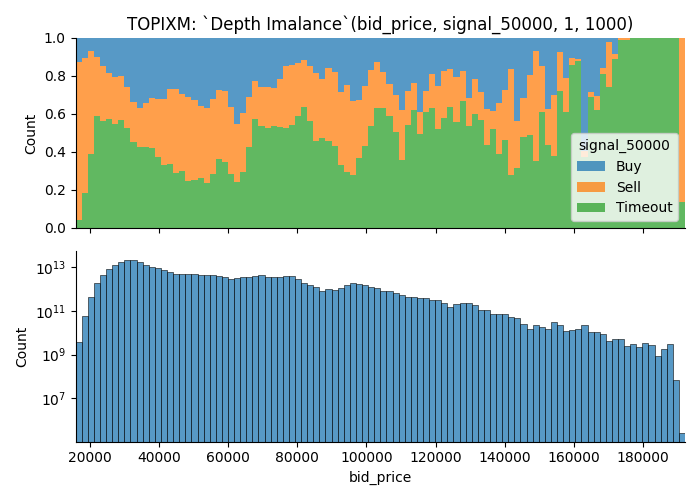 TOPIXM: `Depth Imalance`(bid_price, signal_50000, 1, 1000)
1.0
0.8
0.6
0.4
0.2
0.0
Count
signal_50000
Buy
Sell
Timeout
10^13
10^11
10^9
10^7
Count
20000 40000 60000 80000 100000 120000 140000 160000 180000
bid_price